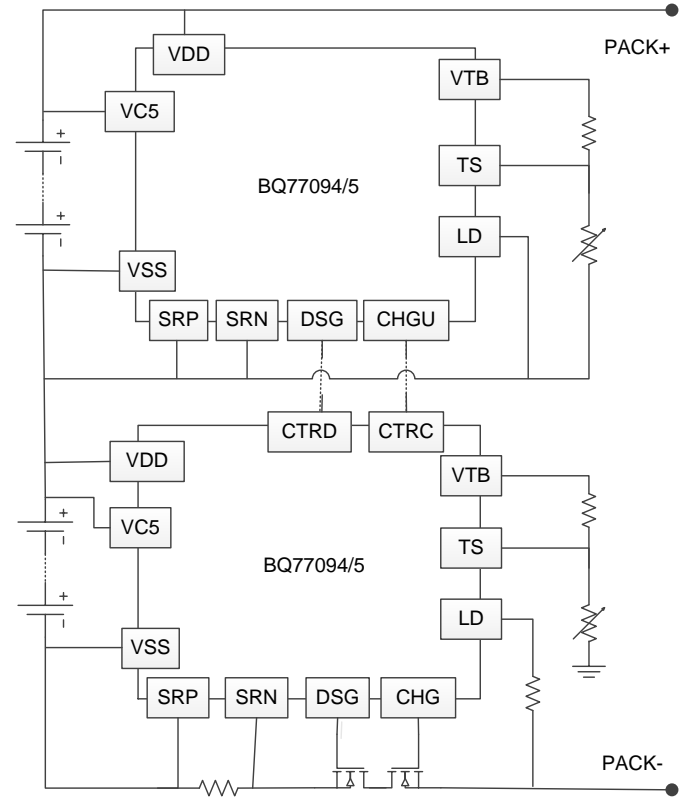 PACK+
VDD
VTB
VC5
+
–
TS
BQ77094/5
LD
+
–
VSS
SRP SRN DSG CHGU
CTRD CTRC
VDD
VTB
VC5
+
–
TS
BQ77094/5
LD
+
–
VSS
SRP SRN DSG CHG
PACK-